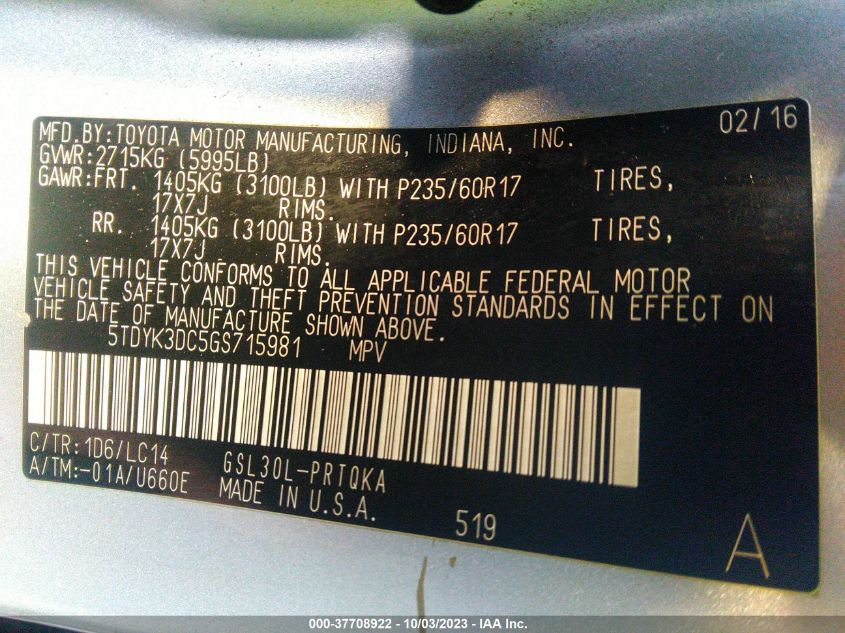 02/16
MFD.BY:TOYOTA MOTOR MANUFACTURING, INDIANA, INC.
GVWR:2715KG (5995LB)
GAWR:FRT. 1405KG (3100LB) WITH P235/60R17 TIRES,
17X7J RIMS.
RR. 1405KG (3100LB) WITH P235/60R17 TIRES,
17X7J RIMS.
THIS VEHICLE CONFORMS TO ALL APPLICABLE FEDERAL MOTOR
VEHICLE SAFETY AND THEFT PREVENTION STANDARDS IN EFFECT ON
THE DATE OF MANUFACTURE SHOWN ABOVE.
5TDYK3DC5GS715981 MPV
C/TR:1D6/LC14 GSL30L-PRTQKA
A/TM:-01A/U660E MADE IN U.S.A. 519 A
000-37708922 - 10/03/2023 - IAA Inc.